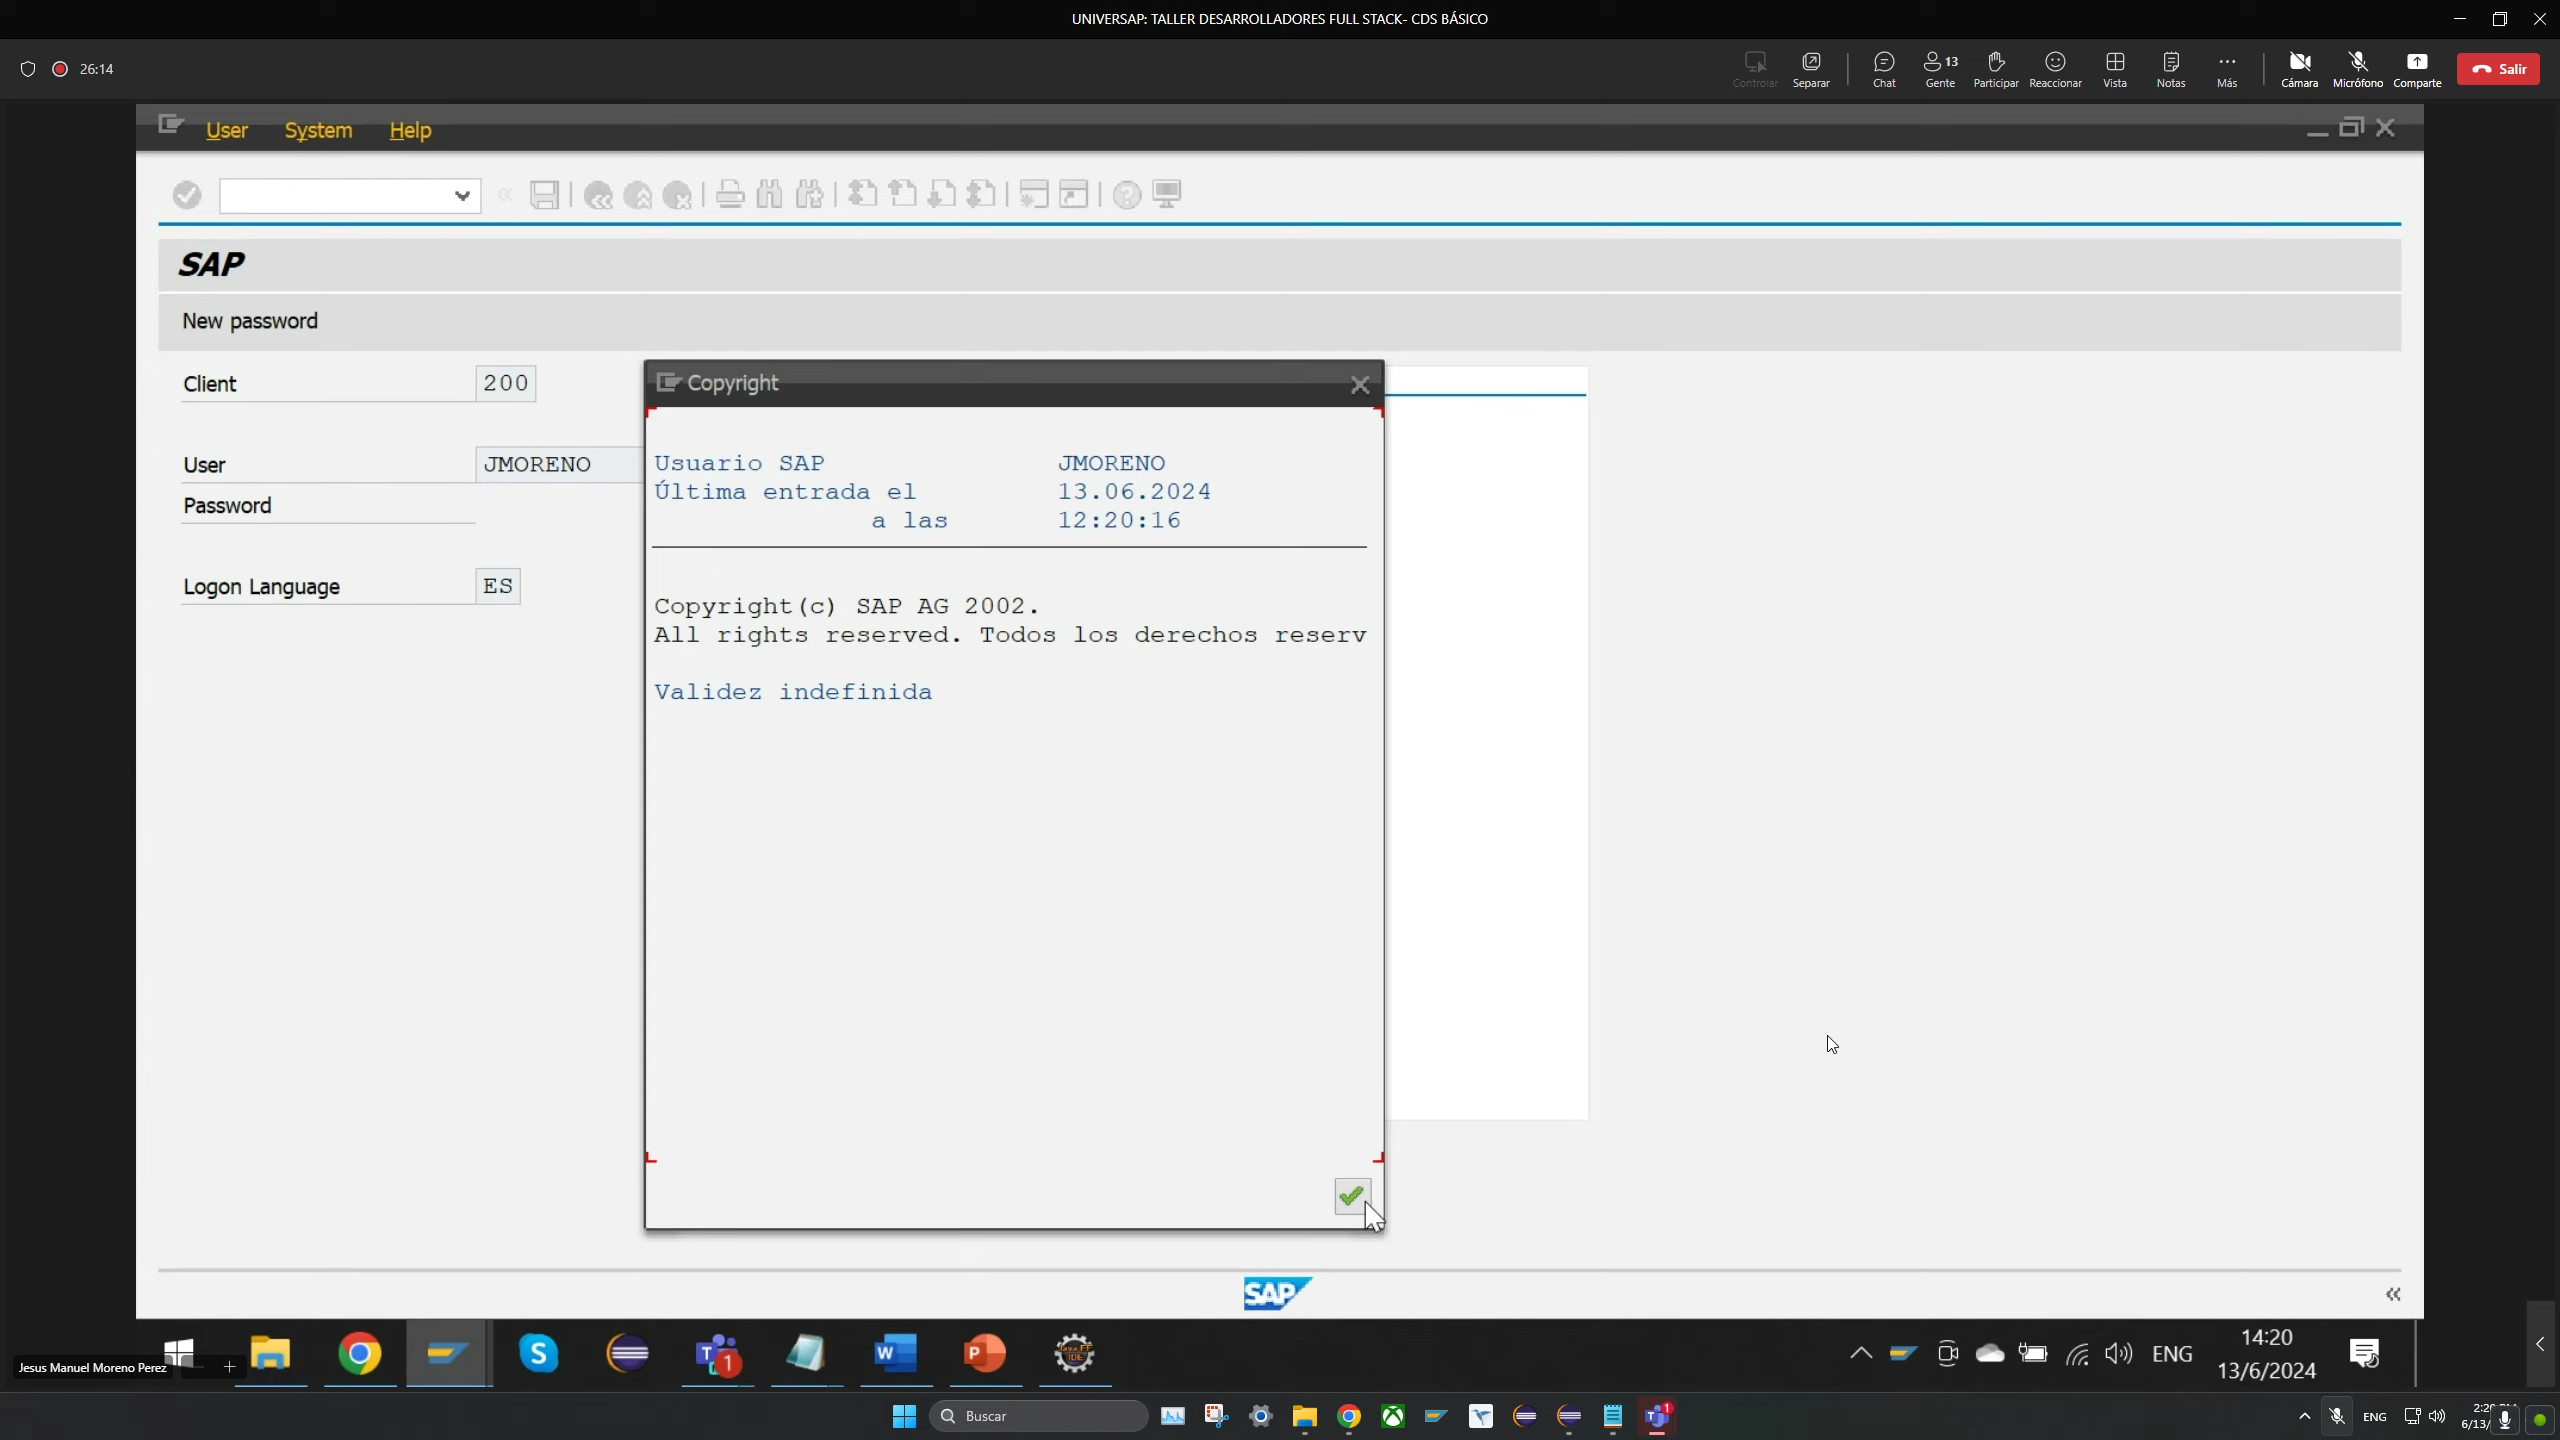 UNIVERSAP: TALLER DESARROLLADORES FULL STACK- CDS BÁSICO
26:14
Controlar
Separar
Chat
13
Gente
Participar
Reaccionar
Vista
Notas
Más
Cámara
Micrófono
Comparte
Salir
User System Help
SAP
New password
Client 200
User JMORENO
Password
Logon Language ES
Copyright
Usuario SAP JMORENO
Última entrada el 13.06.2024
a las 12:20:16
Copyright(c) SAP AG 2002.
All rights reserved. Todos los derechos reserv
Validez indefinida
SAP
Jesus Manuel Moreno Perez
1
ENG
14:20
13/6/2024
Buscar
1
ENG